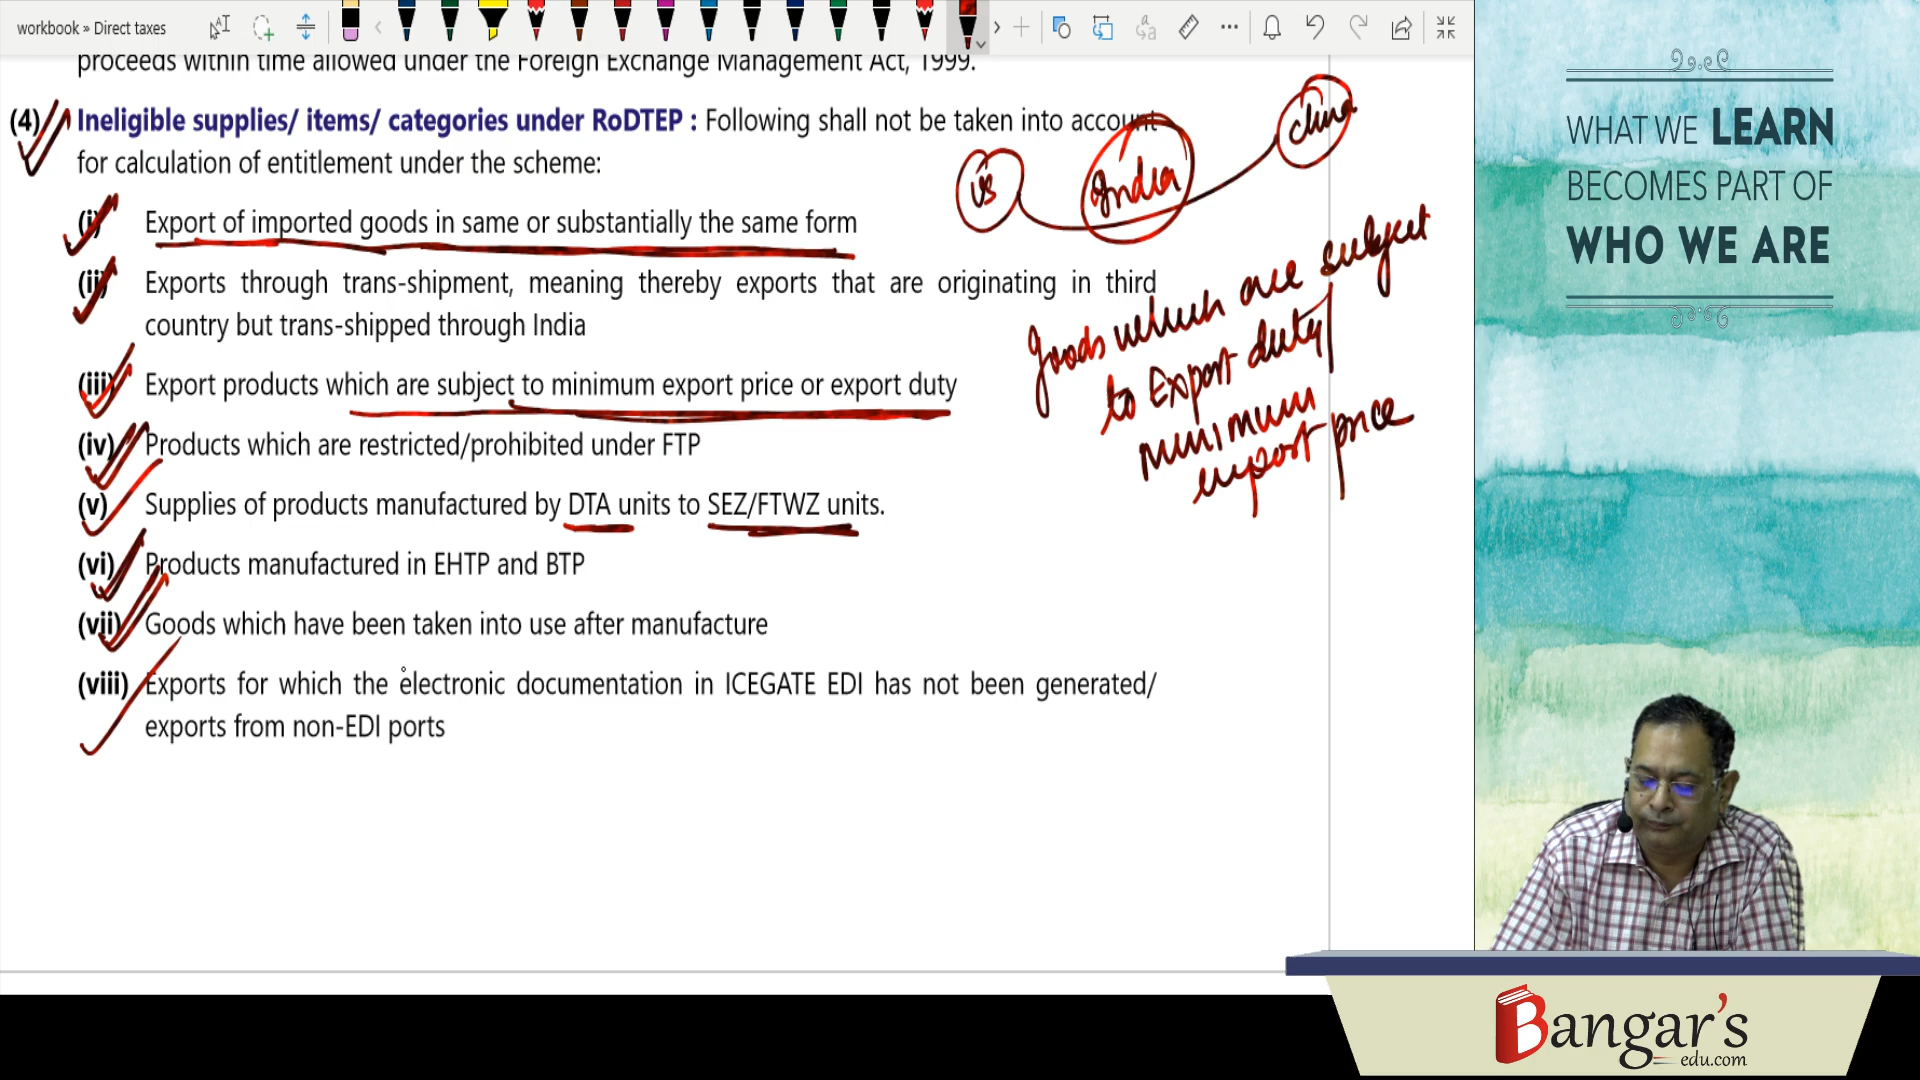 workbook » Direct taxes
proceeds within time allowed under the Foreign Exchange Management Act, 1999.
(4) Ineligible supplies/ items/ categories under RoDTEP : Following shall not be taken into account
for calculation of entitlement under the scheme:
(i) Export of imported goods in same or substantially the same form
(ii) Exports through trans-shipment, meaning thereby exports that are originating in third
country but trans-shipped through India
(iii) Export products which are subject to minimum export price or export duty
(iv) Products which are restricted/prohibited under FTP
(v) Supplies of products manufactured by DTA units to SEZ/FTWZ units.
(vi) Products manufactured in EHTP and BTP
(vii) Goods which have been taken into use after manufacture
(viii) Exports for which the electronic documentation in ICEGATE EDI has not been generated/
exports from non-EDI ports
US
India
China
goods which are subject
to Export duty/
minimum
export price
WHAT WE LEARN
BECOMES PART OF
WHO WE ARE
Bangar's
edu.com